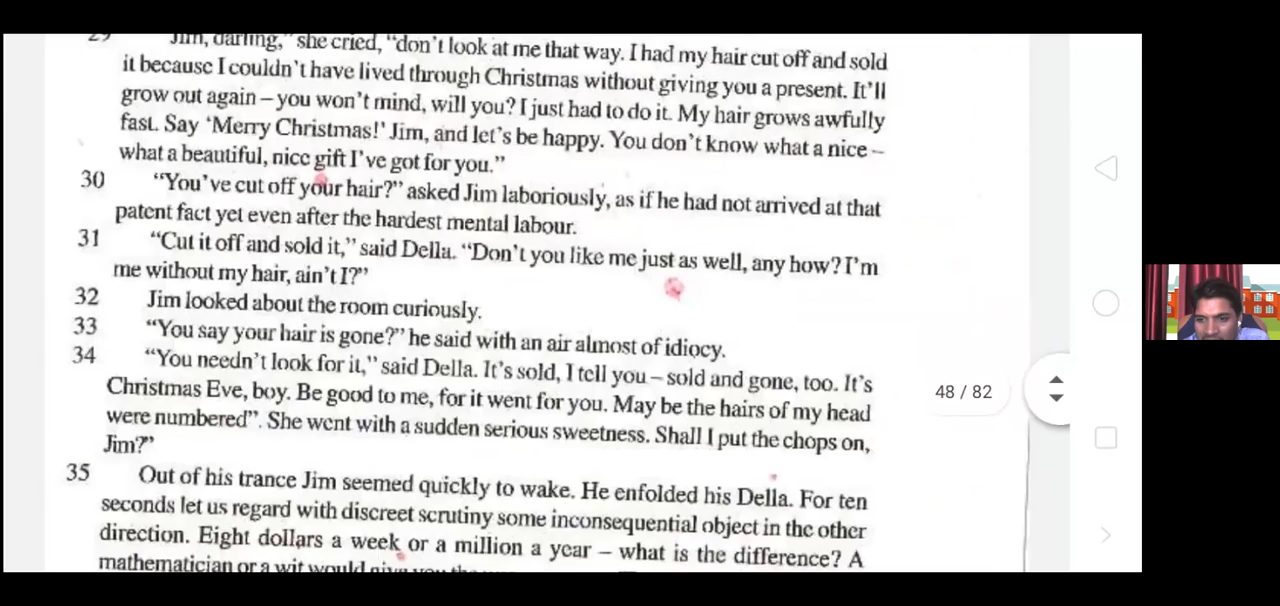 29 Jim, darling," she cried, "don't look at me that way. I had my hair cut off and sold
it because I couldn't have lived through Christmas without giving you a present. It'll
grow out again – you won't mind, will you? I just had to do it. My hair grows awfully
fast. Say 'Merry Christmas!' Jim, and let's be happy. You don't know what a nice –
what a beautiful, nice gift I've got for you."
30 "You've cut off your hair?" asked Jim laboriously, as if he had not arrived at that
patent fact yet even after the hardest mental labour.
31 "Cut it off and sold it," said Della. "Don't you like me just as well, any how? I'm
me without my hair, ain't I?"
32 Jim looked about the room curiously.
33 "You say your hair is gone?" he said with an air almost of idiocy.
34 "You needn't look for it," said Della. It's sold, I tell you – sold and gone, too. It's
Christmas Eve, boy. Be good to me, for it went for you. May be the hairs of my head
were numbered". She went with a sudden serious sweetness. Shall I put the chops on,
Jim?"
35 Out of his trance Jim seemed quickly to wake. He enfolded his Della. For ten
seconds let us regard with discreet scrutiny some inconsequential object in the other
direction. Eight dollars a week or a million a year – what is the difference? A
mathematician or a wit would give you the
48 / 82